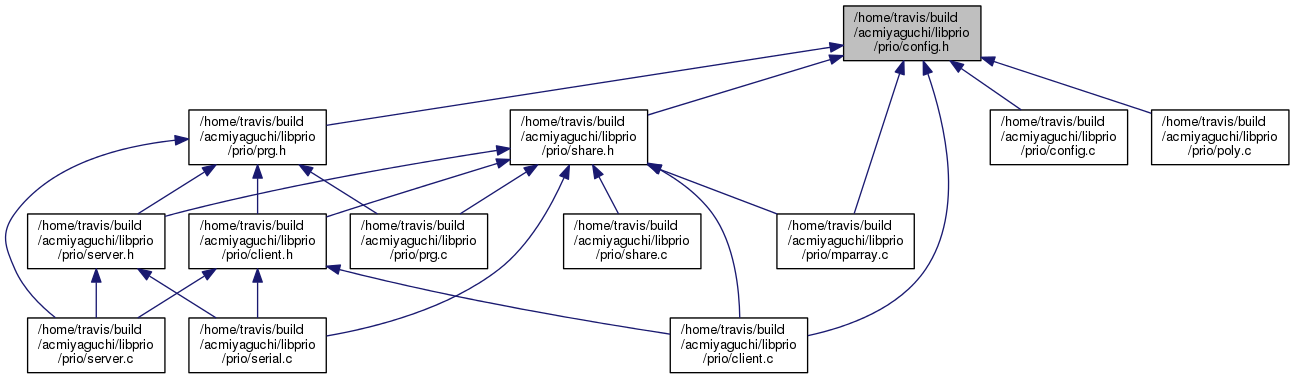 /home/travis/build
/acmiyaguchi/libprio
/prio/config.h
/home/travis/build
/acmiyaguchi/libprio
/prio/prg.h
/home/travis/build
/acmiyaguchi/libprio
/prio/share.h
/home/travis/build
/acmiyaguchi/libprio
/prio/config.c
/home/travis/build
/acmiyaguchi/libprio
/prio/poly.c
/home/travis/build
/acmiyaguchi/libprio
/prio/server.h
/home/travis/build
/acmiyaguchi/libprio
/prio/client.h
/home/travis/build
/acmiyaguchi/libprio
/prio/prg.c
/home/travis/build
/acmiyaguchi/libprio
/prio/share.c
/home/travis/build
/acmiyaguchi/libprio
/prio/mparray.c
/home/travis/build
/acmiyaguchi/libprio
/prio/server.c
/home/travis/build
/acmiyaguchi/libprio
/prio/serial.c
/home/travis/build
/acmiyaguchi/libprio
/prio/client.c